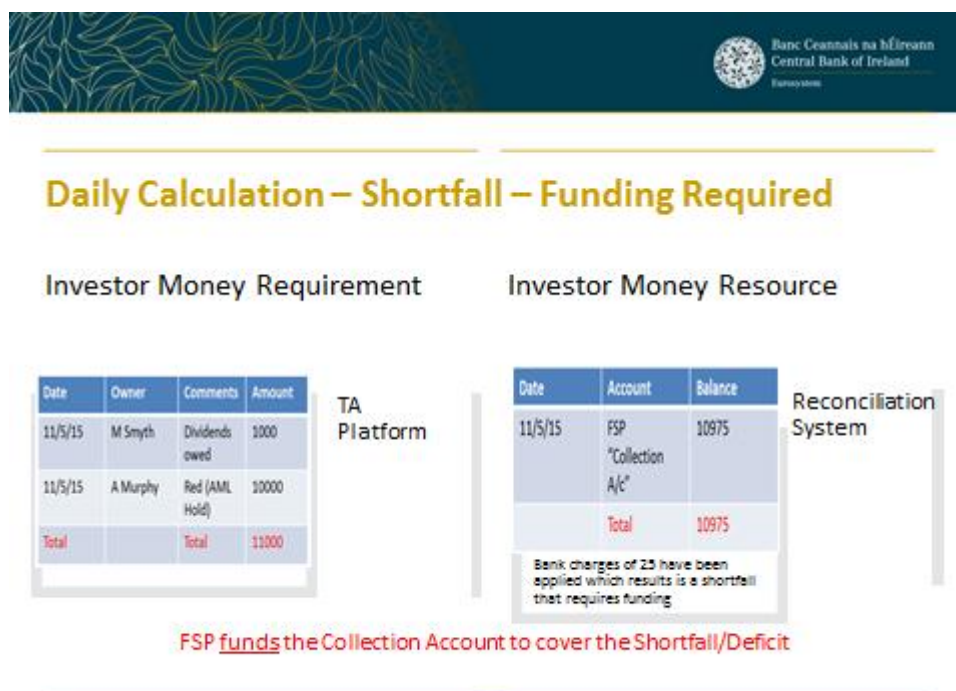 Banc Ceannais na hÉireann
Central Bank of Ireland
Eurosystem
Daily Calculation – Shortfall – Funding Required
Investor Money Requirement
Investor Money Resource
Date Owner Comments Amount
11/5/15 M Smyth Dividends owed 1000
11/5/15 A Murphy Red (AML Hold) 10000
Total Total 11000
TA
Platform
Date Account Balance
11/5/15 FSP "Collection A/c" 10975
Total 10975
Reconciliation
System
Bank charges of 25 have been
applied which results is a shortfall
that requires funding
FSP funds the Collection Account to cover the Shortfall/Deficit